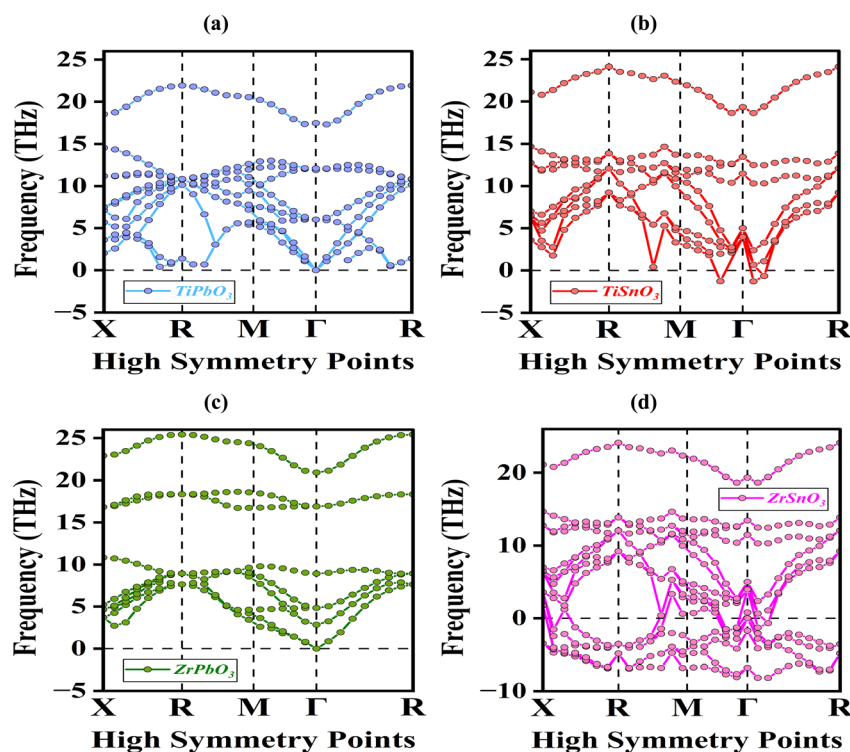 (a)
25
20
15
10
5
0
−5
Frequency (THz)
TiPbO₃
X R M Γ R
High Symmetry Points
(b)
25
20
15
10
5
0
−5
Frequency (THz)
TiSnO₃
X R M Γ R
High Symmetry Points
(c)
25
20
15
10
5
0
−5
Frequency (THz)
ZrPbO₃
X R M Γ R
High Symmetry Points
(d)
20
10
0
−10
Frequency (THz)
ZrSnO₃
X R M Γ R
High Symmetry Points